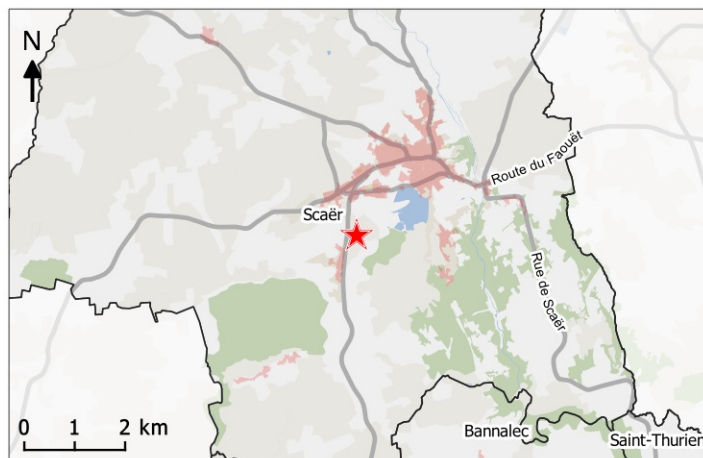 N
Route du Faouët
Scaër
Rue de Scaër
Bannalec
Saint-Thurien
0 1 2 km